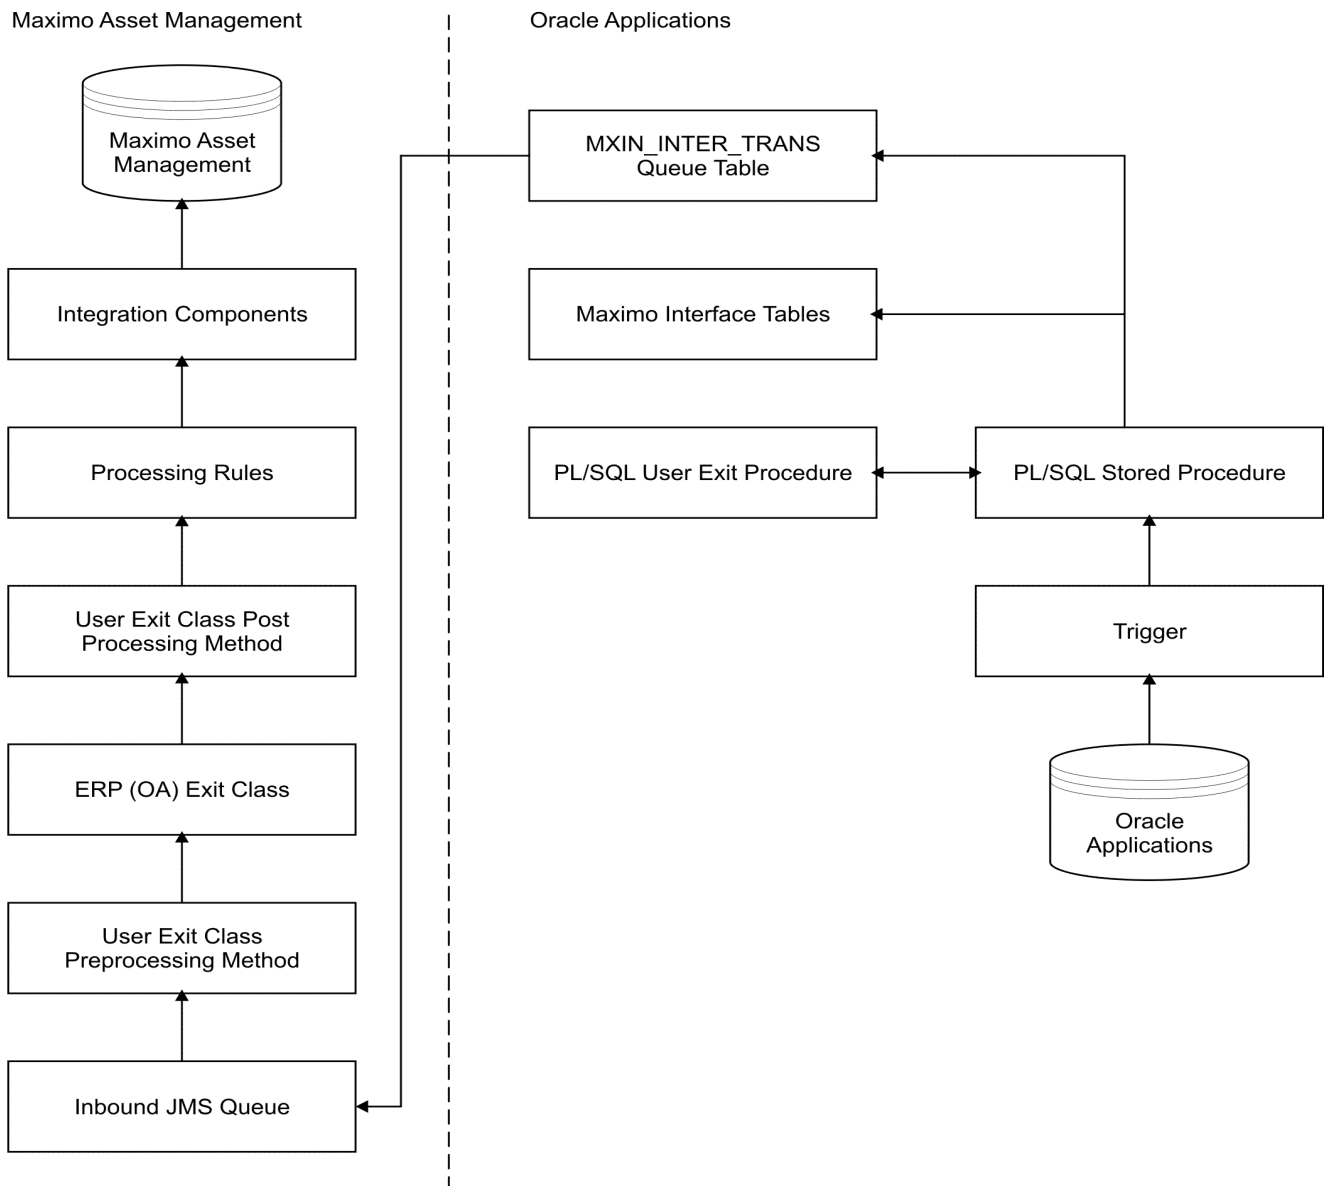 Maximo Asset Management
Oracle Applications
Maximo Asset
Management
MXIN_INTER_TRANS
Queue Table
Integration Components
Maximo Interface Tables
Processing Rules
PL/SQL User Exit Procedure
PL/SQL Stored Procedure
User Exit Class Post
Processing Method
Trigger
ERP (OA) Exit Class
Oracle
Applications
User Exit Class
Preprocessing Method
Inbound JMS Queue